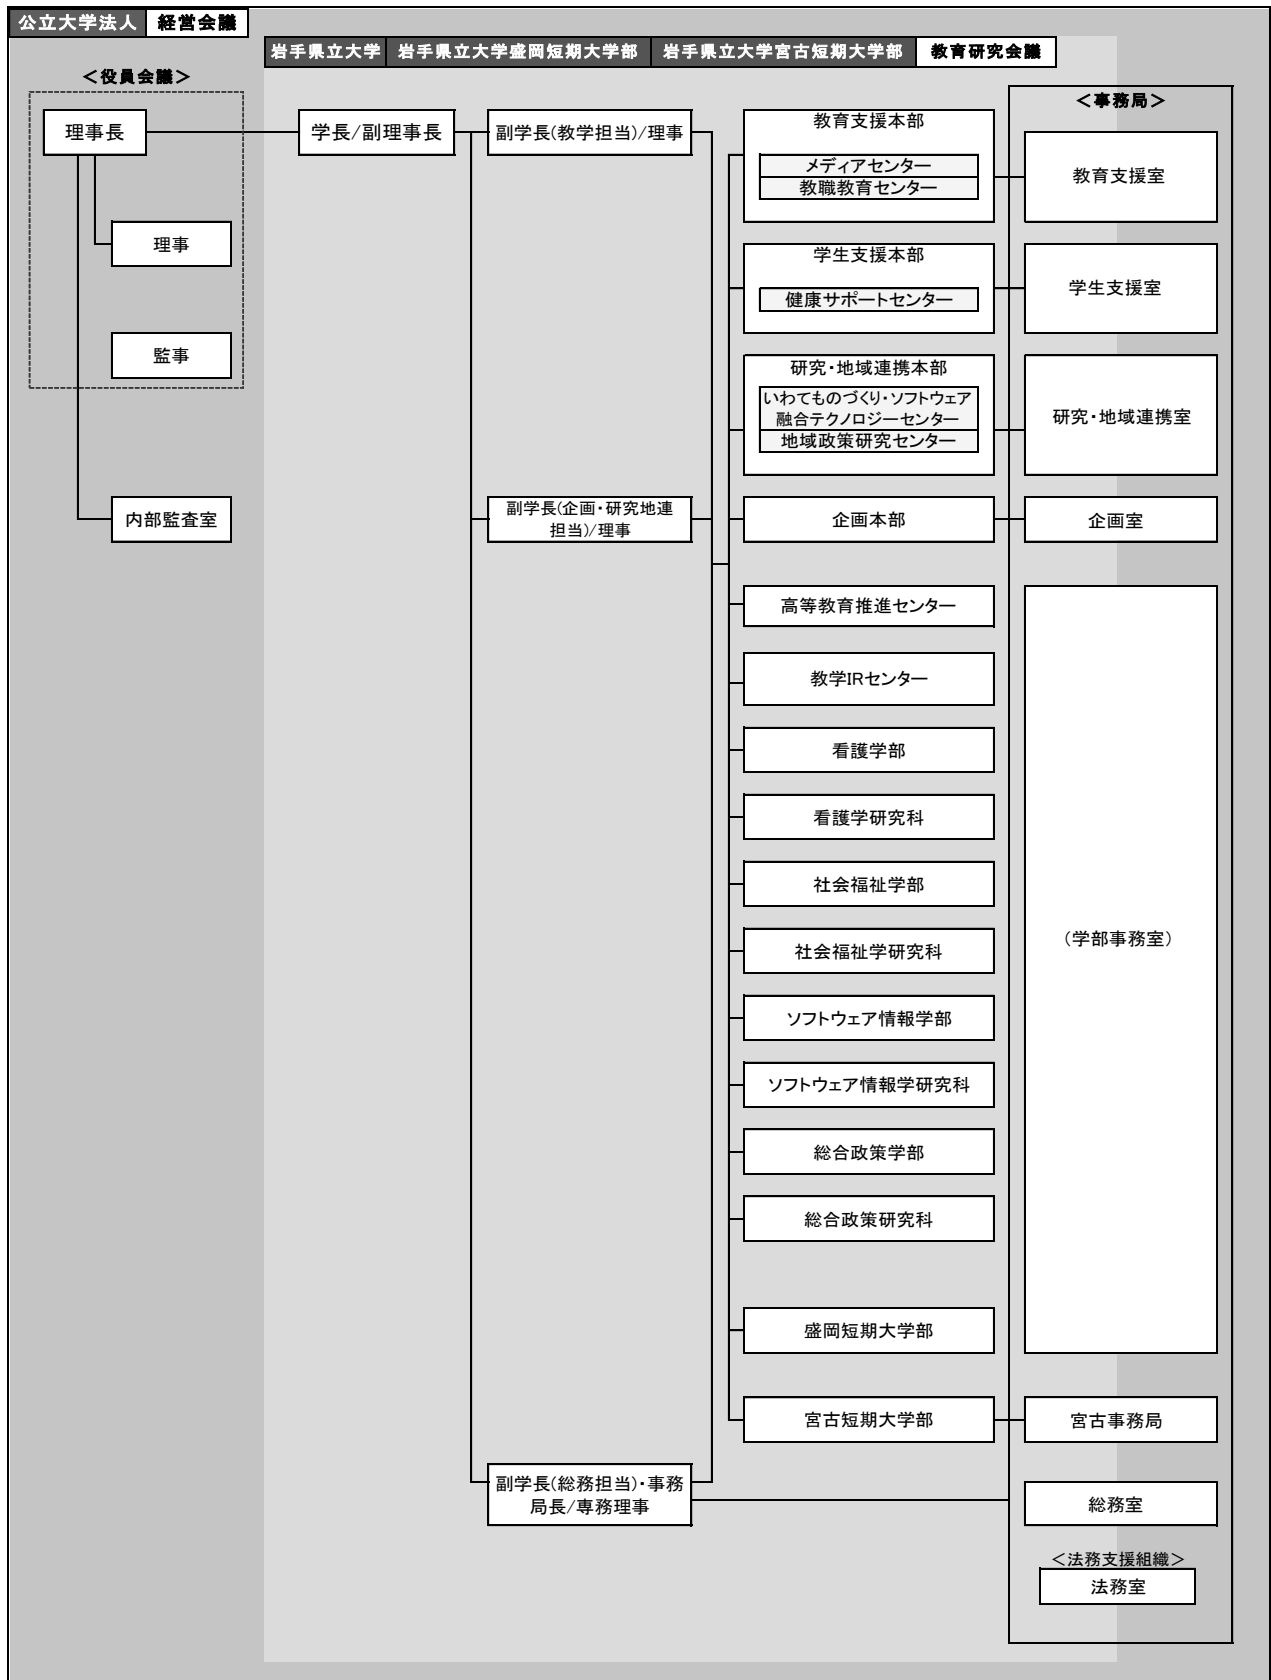 公立大学法人 経営会議
岩手県立大学 岩手県立大学盛岡短期大学部 岩手県立大学宮古短期大学部 教育研究会議
＜役員会議＞
理事長
理事
監事
内部監査室
学長/副理事長
副学長(教学担当)/理事
副学長(企画・研究地連
担当)/理事
副学長(総務担当)・事務
局長/専務理事
教育支援本部
メディアセンター
教職教育センター
学生支援本部
健康サポートセンター
研究・地域連携本部
いわてものづくり・ソフトウェア
融合テクノロジーセンター
地域政策研究センター
企画本部
高等教育推進センター
教学IRセンター
看護学部
看護学研究科
社会福祉学部
社会福祉学研究科
ソフトウェア情報学部
ソフトウェア情報学研究科
総合政策学部
総合政策研究科
盛岡短期大学部
宮古短期大学部
＜事務局＞
教育支援室
学生支援室
研究・地域連携室
企画室
(学部事務室)
宮古事務局
総務室
＜法務支援組織＞
法務室